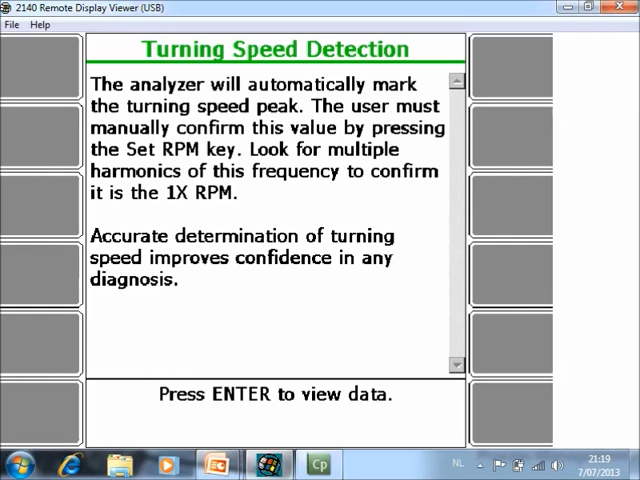 2140 Remote Display Viewer (USB)
File Help
Turning Speed Detection
The analyzer will automatically mark
the turning speed peak. The user must
manually confirm this value by pressing
the Set RPM key. Look for multiple
harmonics of this frequency to confirm
it is the 1X RPM.
Accurate determination of turning
speed improves confidence in any
diagnosis.
Press ENTER to view data.
Cp
NL
21:19
7/07/2013